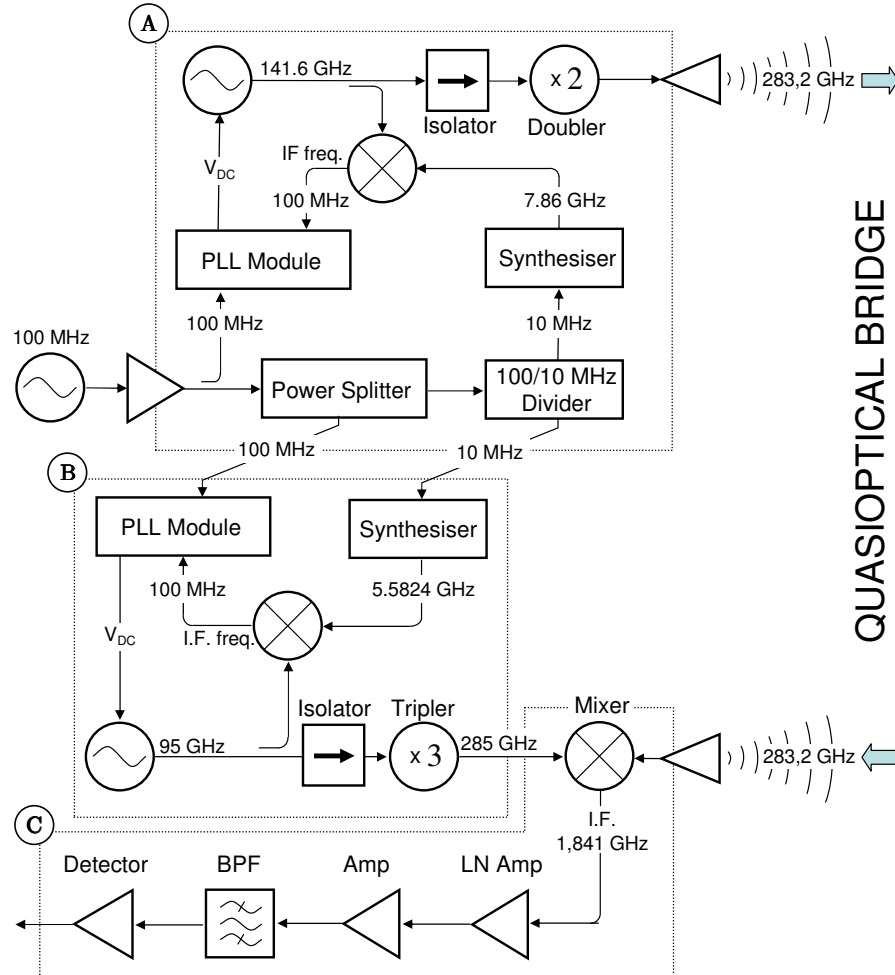 A
141.6 GHz
x 2
283,2 GHz
Isolator
Doubler
IF freq.
V_DC
100 MHz
7.86 GHz
PLL Module
Synthesiser
100 MHz
10 MHz
100 MHz
Power Splitter
100/10 MHz
Divider
100 MHz
10 MHz
B
PLL Module
Synthesiser
100 MHz
5.5824 GHz
V_DC
I.F. freq.
Isolator
Tripler
Mixer
95 GHz
x 3
285 GHz
283,2 GHz
C
I.F.
1,841 GHz
Detector
BPF
Amp
LN Amp
QUASIOPTICAL BRIDGE